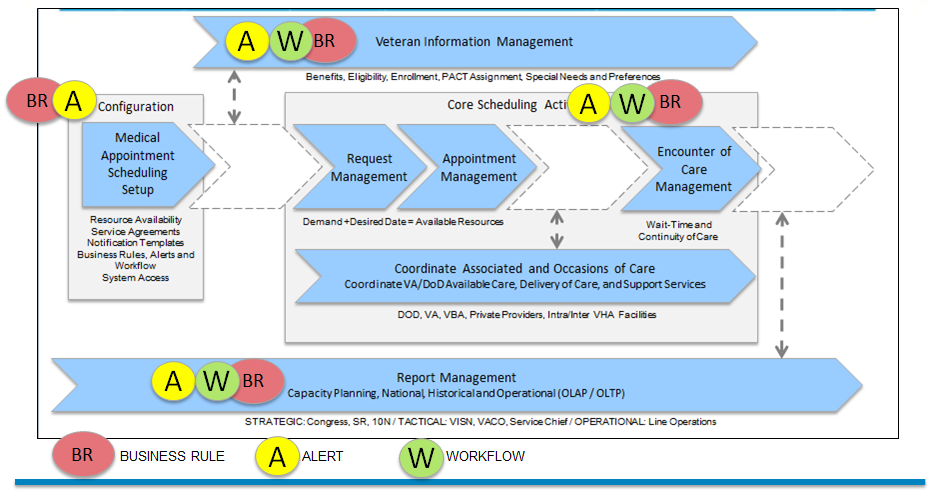 A W BR Veteran Information Management
Benefits, Eligibility, Enrollment, PACT Assignment, Special Needs and Preferences
BR A Configuration
Core Scheduling Acti A W BR
Medical
Appointment
Scheduling
Setup
Request
Management
Appointment
Management
Encounter of
Care
Management
Resource Availability
Service Agreements
Notification Templates
Business Rules, Alerts and
Workflow
System Access
Demand +Desired Date = Available Resources
Wait-Time and
Continuity of Care
Coordinate Associated and Occasions of Care
Coordinate VA/DoD Available Care, Delivery of Care, and Support Services
DOD, VA, VBA, Private Providers, Intra/Inter VHA Facilities
A W BR Report Management
Capacity Planning, National, Historical and Operational (OLAP / OLTP)
STRATEGIC: Congress, SR, 10N / TACTICAL: VISN, VACO, Service Chief / OPERATIONAL: Line Operations
BR BUSINESS RULE A ALERT W WORKFLOW